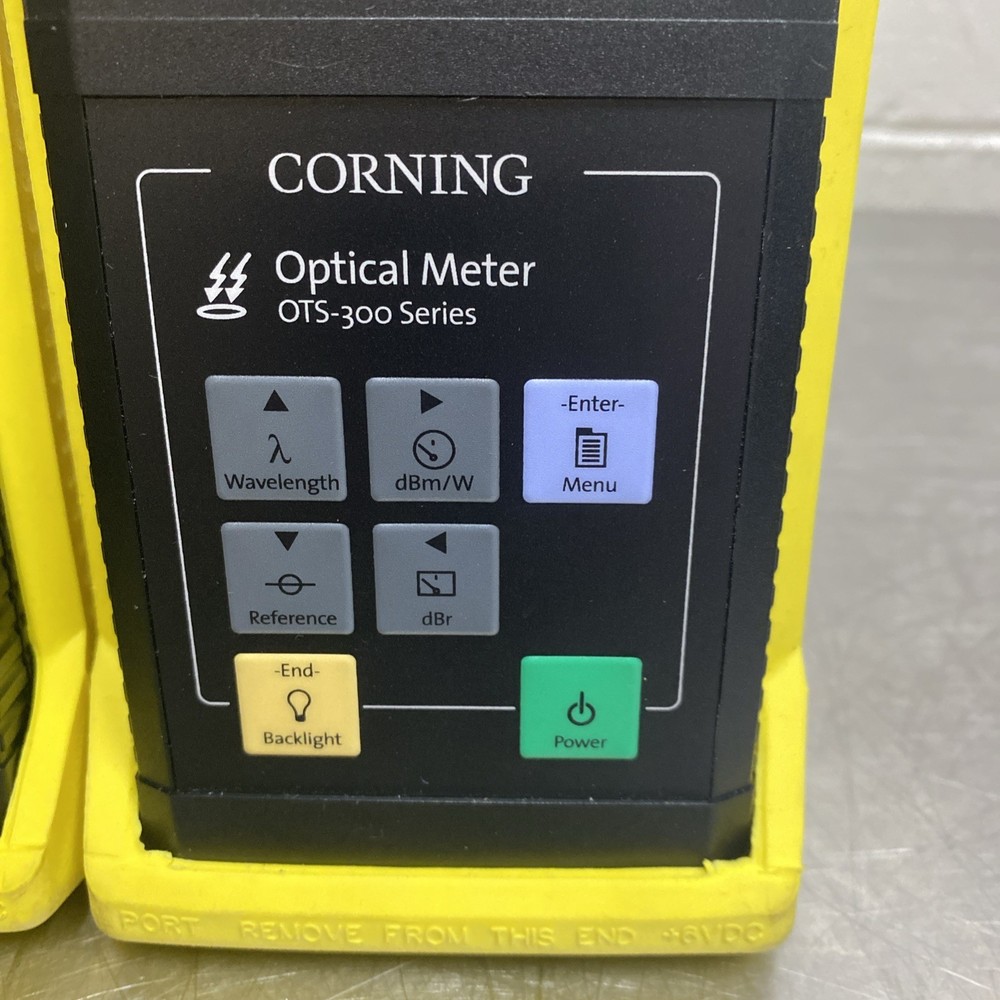 CORNING
Optical Meter
OTS-300 Series
λ
Wavelength
dBm/W
-Enter-
Menu
Reference
dBr
-End-
Backlight
Power
PORT REMOVE FROM THIS END +6VDC